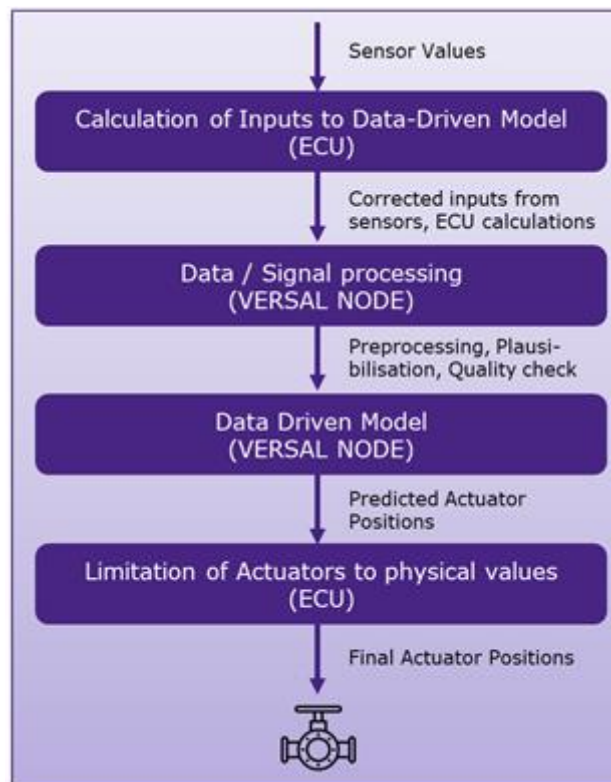 Sensor Values
Calculation of Inputs to Data-Driven Model
(ECU)
Corrected inputs from
sensors, ECU calculations
Data / Signal processing
(VERSAL NODE)
Preprocessing, Plausi-
bilisation, Quality check
Data Driven Model
(VERSAL NODE)
Predicted Actuator
Positions
Limitation of Actuators to physical values
(ECU)
Final Actuator Positions